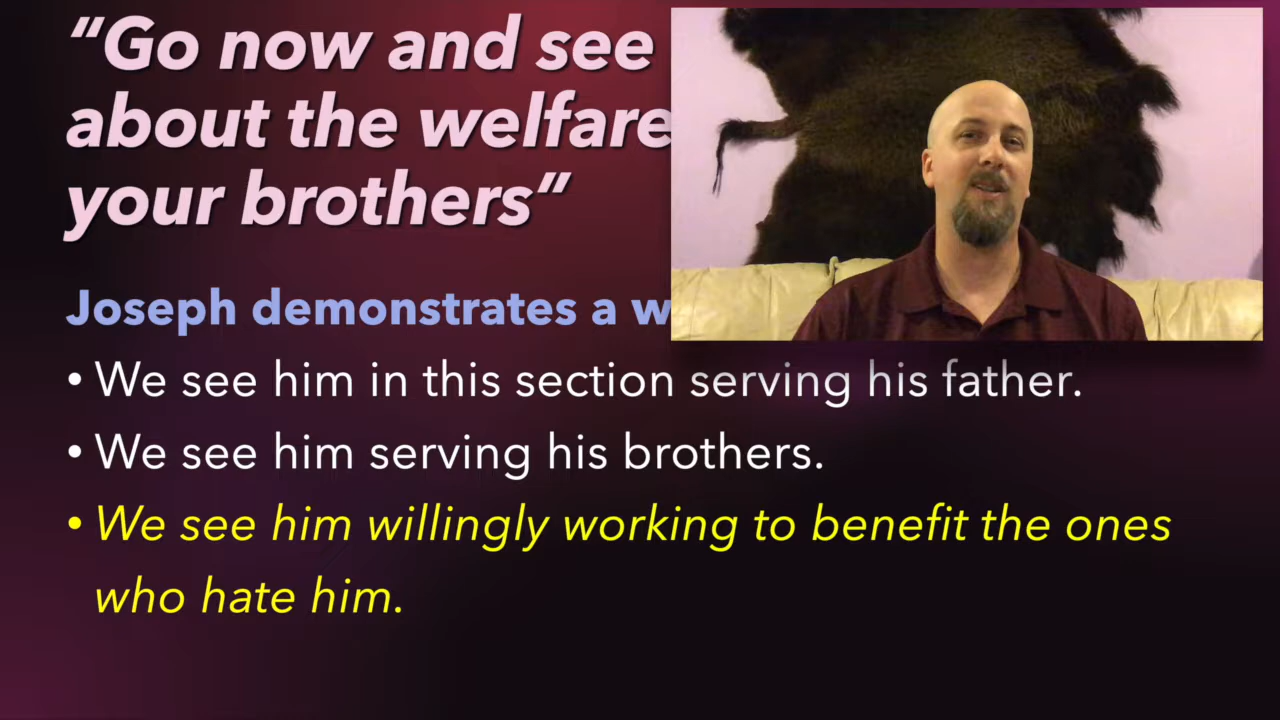 “Go now and see
about the welfare
your brothers“
Joseph demonstrates a w
• We see him in this section serving his father.
• We see him serving his brothers.
• We see him willingly working to benefit the ones
who hate him.